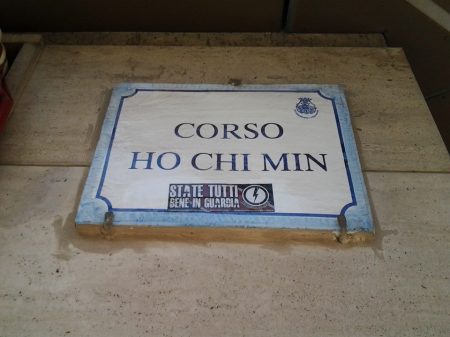 CORSO
HO CHI MIN
STATE TUTTI
BENE IN GUARDIA